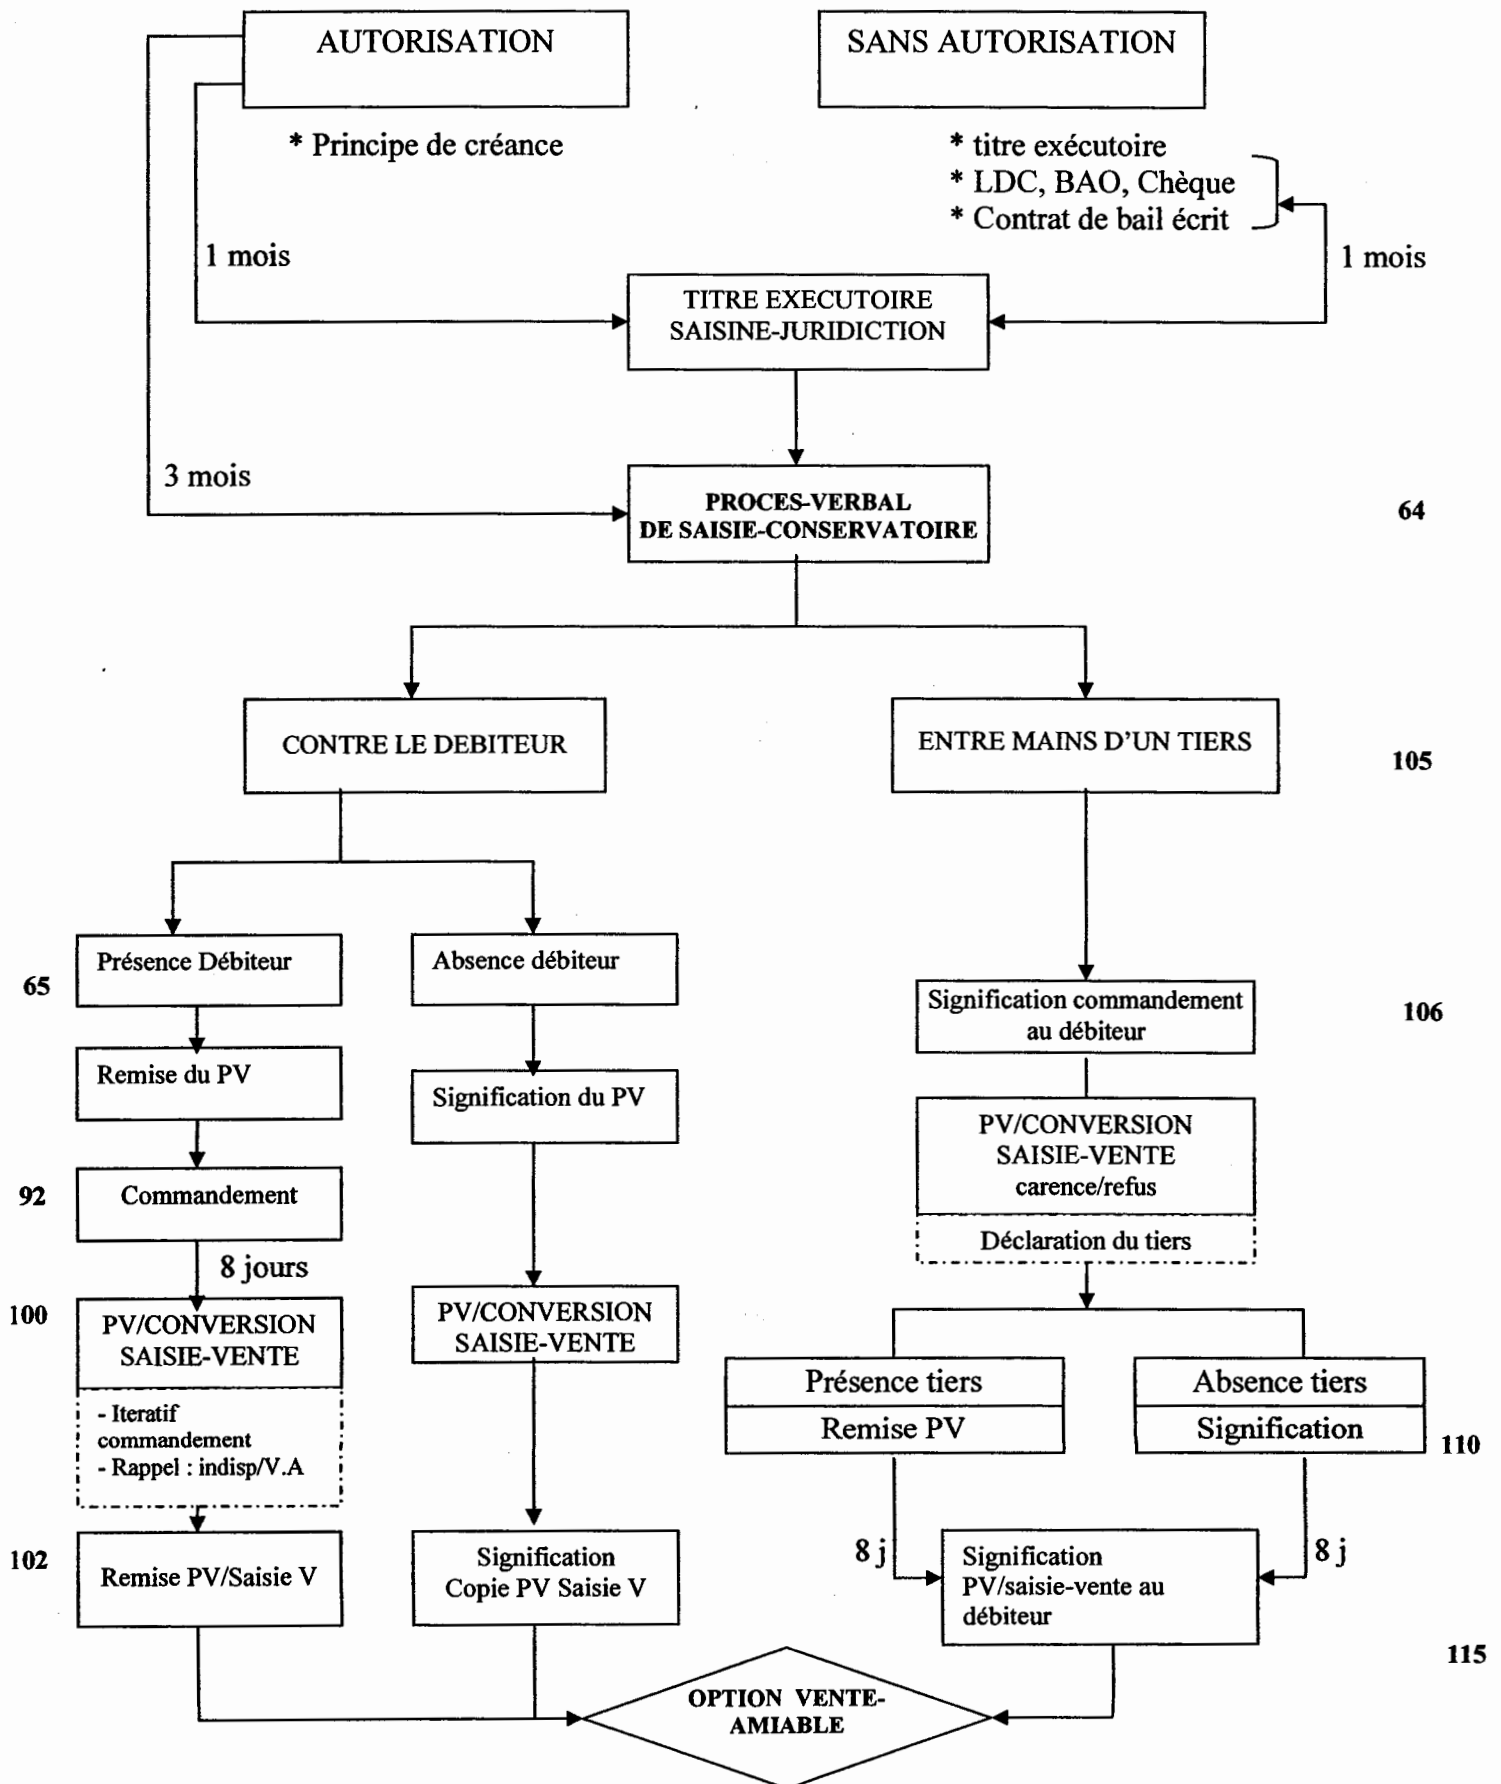 AUTORISATION
SANS AUTORISATION
* Principe de créance
* titre exécutoire
* LDC, BAO, Chèque
* Contrat de bail écrit
1 mois
1 mois
TITRE EXECUTOIRE
SAISINE-JURIDICTION
3 mois
PROCES-VERBAL
DE SAISIE-CONSERVATOIRE
64
CONTRE LE DEBITEUR
ENTRE MAINS D'UN TIERS
105
65
Présence Débiteur
Absence débiteur
Signification commandement
au débiteur
106
Remise du PV
Signification du PV
PV/CONVERSION
SAISIE-VENTE
carence/refus
92
Commandement
Déclaration du tiers
8 jours
100
PV/CONVERSION
SAISIE-VENTE
PV/CONVERSION
SAISIE-VENTE
- Iteratif
commandement
- Rappel : indisp/V.A
Présence tiers
Remise PV
Absence tiers
Signification
110
102
Remise PV/Saisie V
Signification
Copie PV Saisie V
8 j
Signification
PV/saisie-vente au
débiteur
8 j
115
OPTION VENTE-
AMIABLE